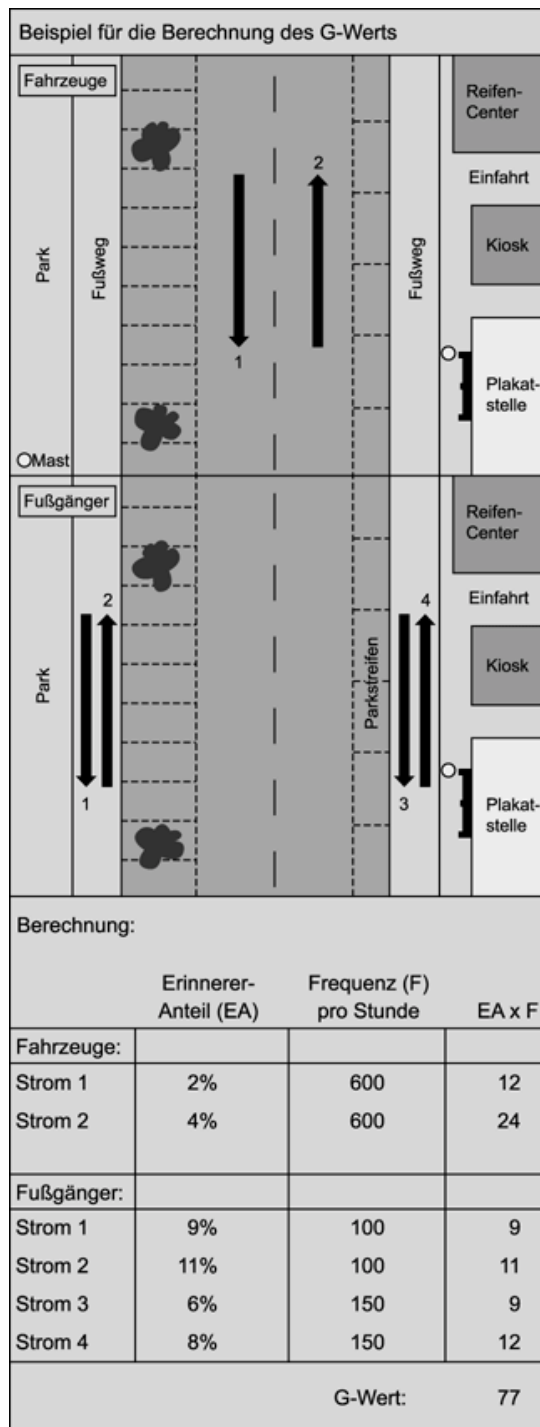 Beispiel für die Berechnung des G-Werts
Fahrzeuge
Reifen-
Center
2
Einfahrt
Park
Fußweg
Fußweg
Kiosk
1
Plakat-
stelle
Mast
Fußgänger
Reifen-
Center
2
4
Einfahrt
Park
Parkstreifen
Kiosk
1
3
Plakat-
stelle
Berechnung:
Erinnerer- Frequenz (F)
Anteil (EA) pro Stunde EA x F
Fahrzeuge:
Strom 1 2% 600 12
Strom 2 4% 600 24
Fußgänger:
Strom 1 9% 100 9
Strom 2 11% 100 11
Strom 3 6% 150 9
Strom 4 8% 150 12
G-Wert: 77